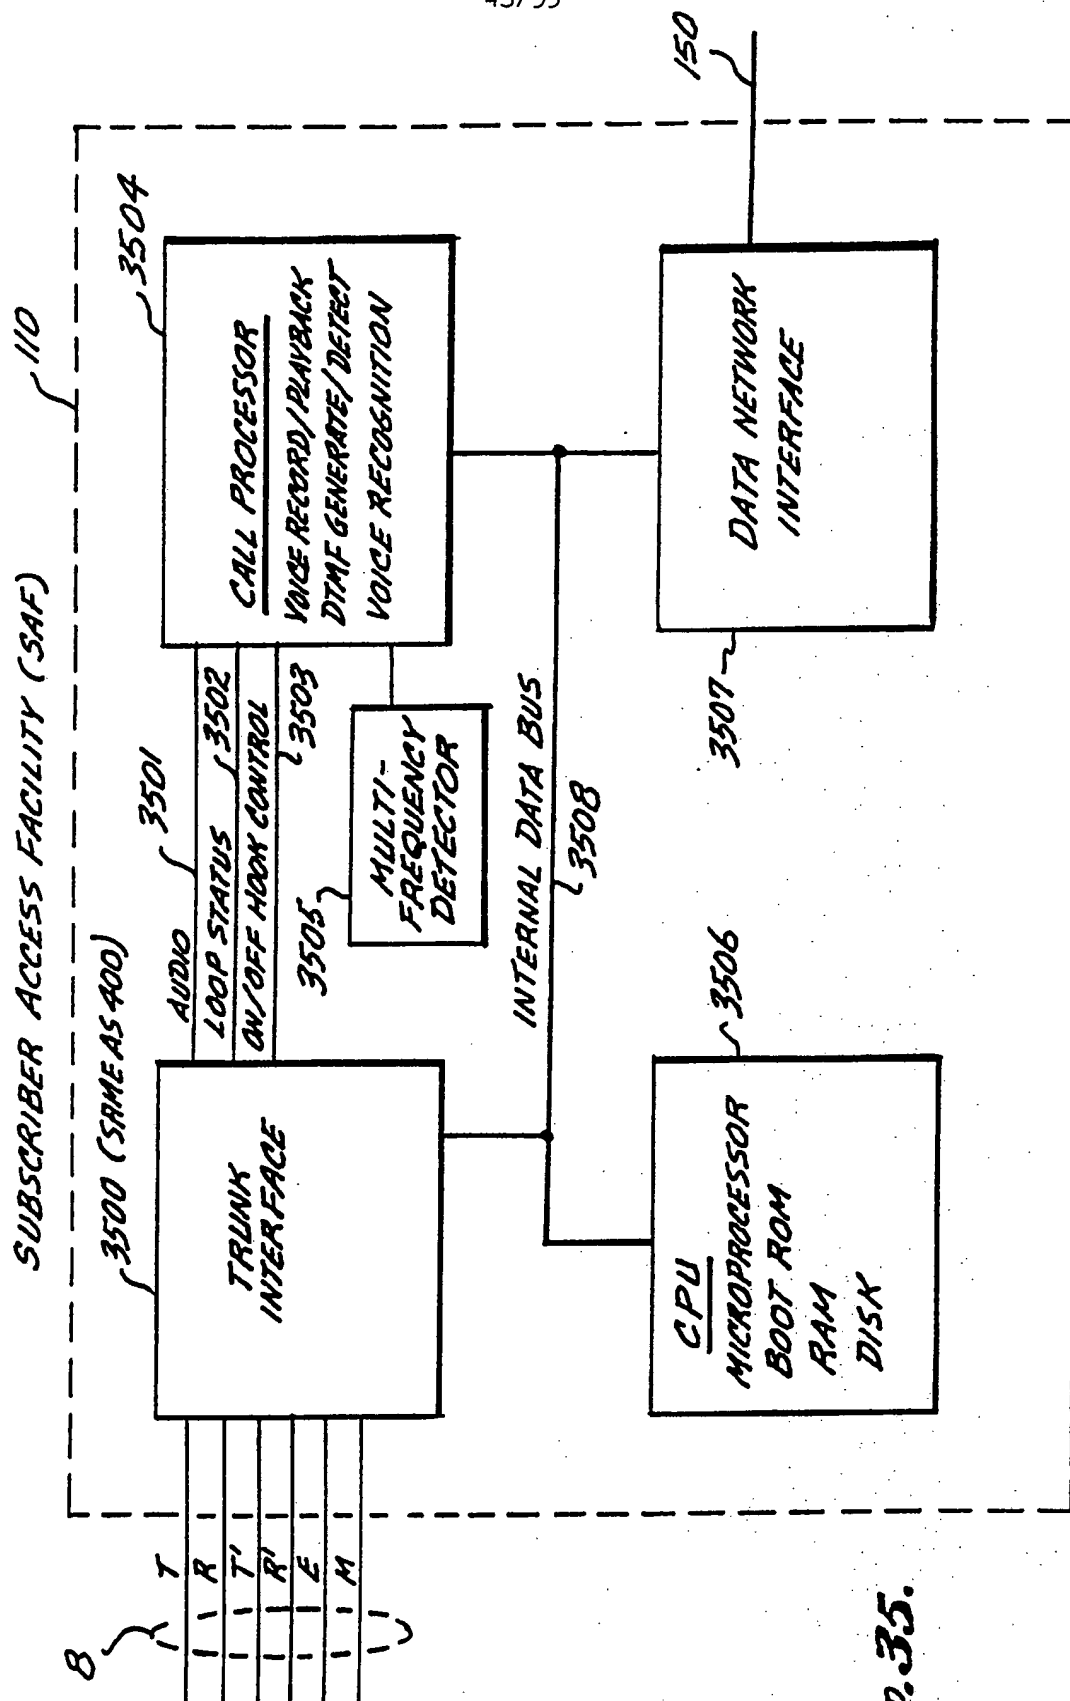 SUBSCRIBER ACCESS FACILITY (SAF)
110
3500 (SAME AS 400)
TRUNK
INTERFACE
8
T
R
T'
R'
E
M
AUDIO
3501
LOOP STATUS
3502
ON/OFF HOOK CONTROL
3503
3504
CALL PROCESSOR
VOICE RECORD/PLAYBACK
DTMF GENERATE/DETECT
VOICE RECOGNITION
3505
MULTI-
FREQUENCY
DETECTOR
INTERNAL DATA BUS
3508
3506
CPU
MICROPROCESSOR
BOOT ROM
RAM
DISK
3507
DATA NETWORK
INTERFACE
150
35.